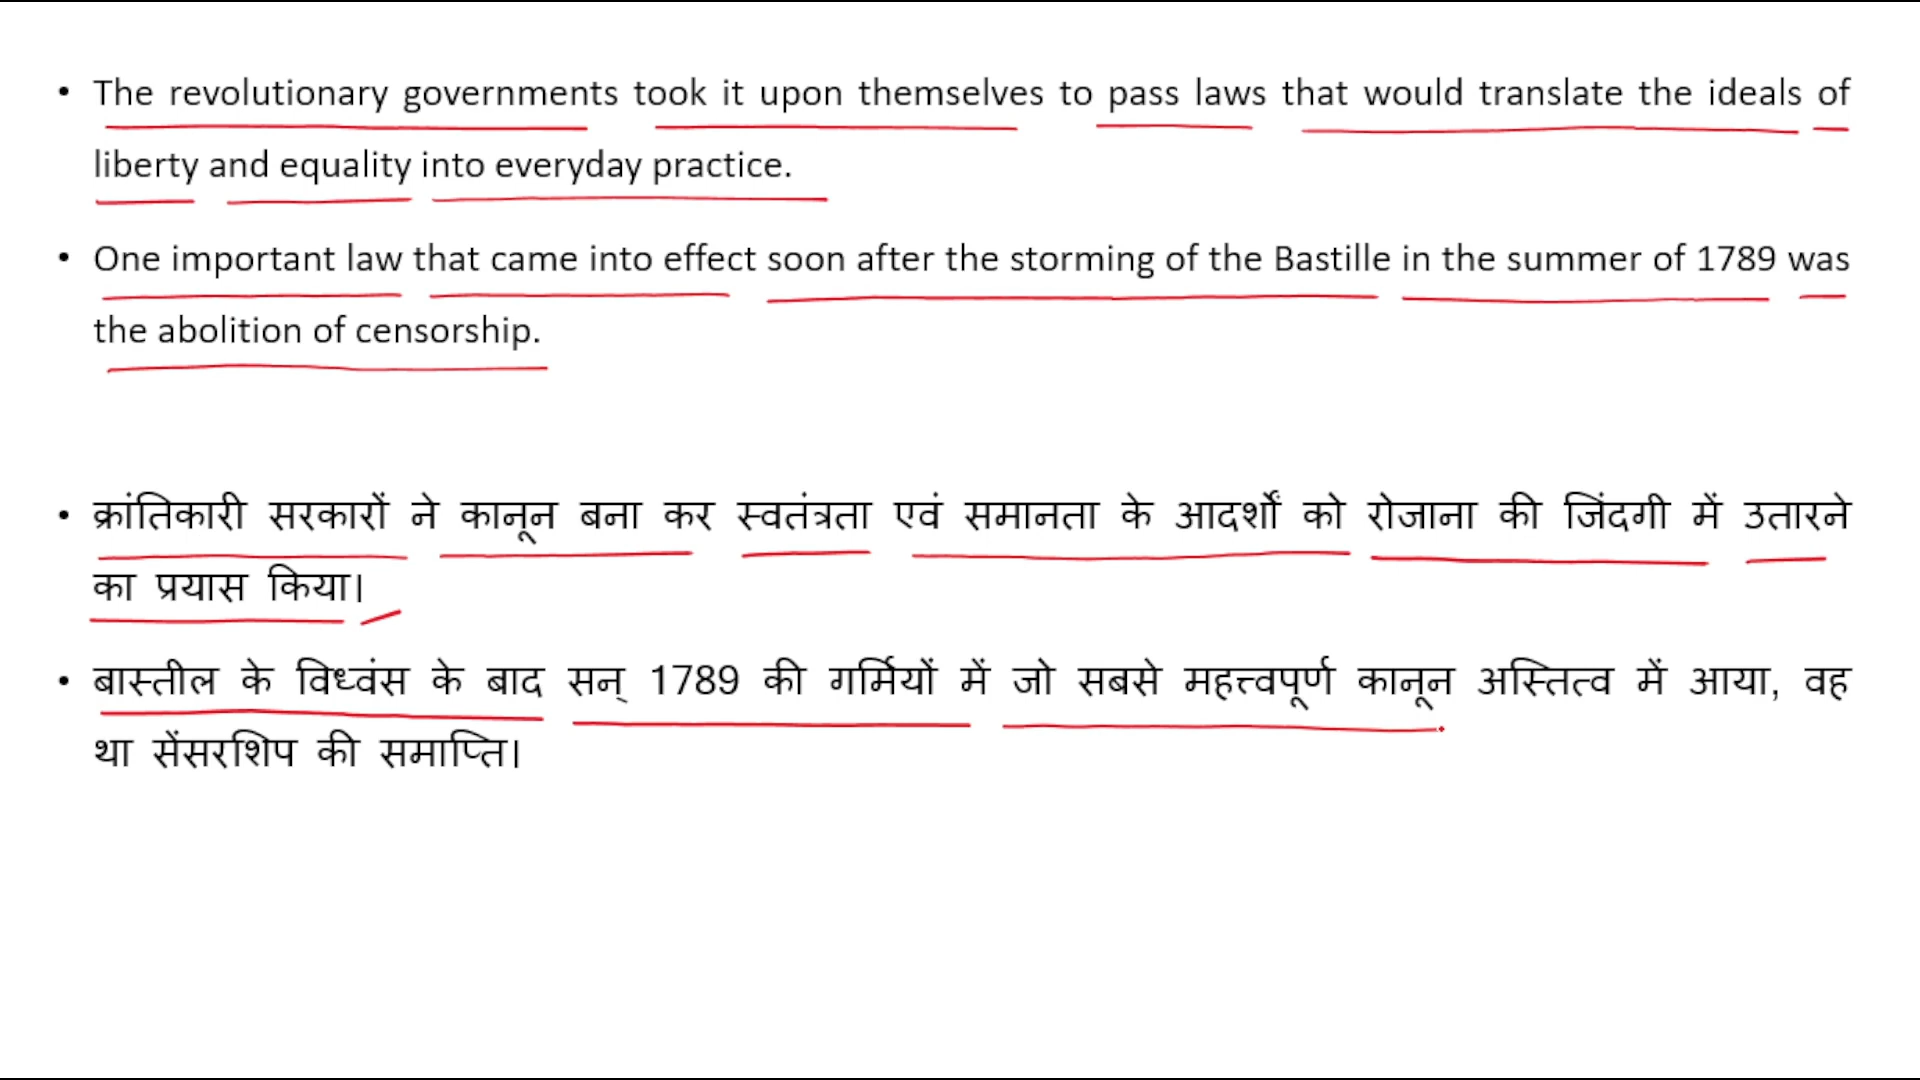 • The revolutionary governments took it upon themselves to pass laws that would translate the ideals of
liberty and equality into everyday practice.
• One important law that came into effect soon after the storming of the Bastille in the summer of 1789 was
the abolition of censorship.
• क्रांतिकारी सरकारों ने कानून बना कर स्वतंत्रता एवं समानता के आदर्शों को रोजाना की जिंदगी में उतारने
का प्रयास किया।
• बास्तील के विध्वंस के बाद सन् 1789 की गर्मियों में जो सबसे महत्त्वपूर्ण कानून अस्तित्व में आया, वह
था सेंसरशिप की समाप्ति।